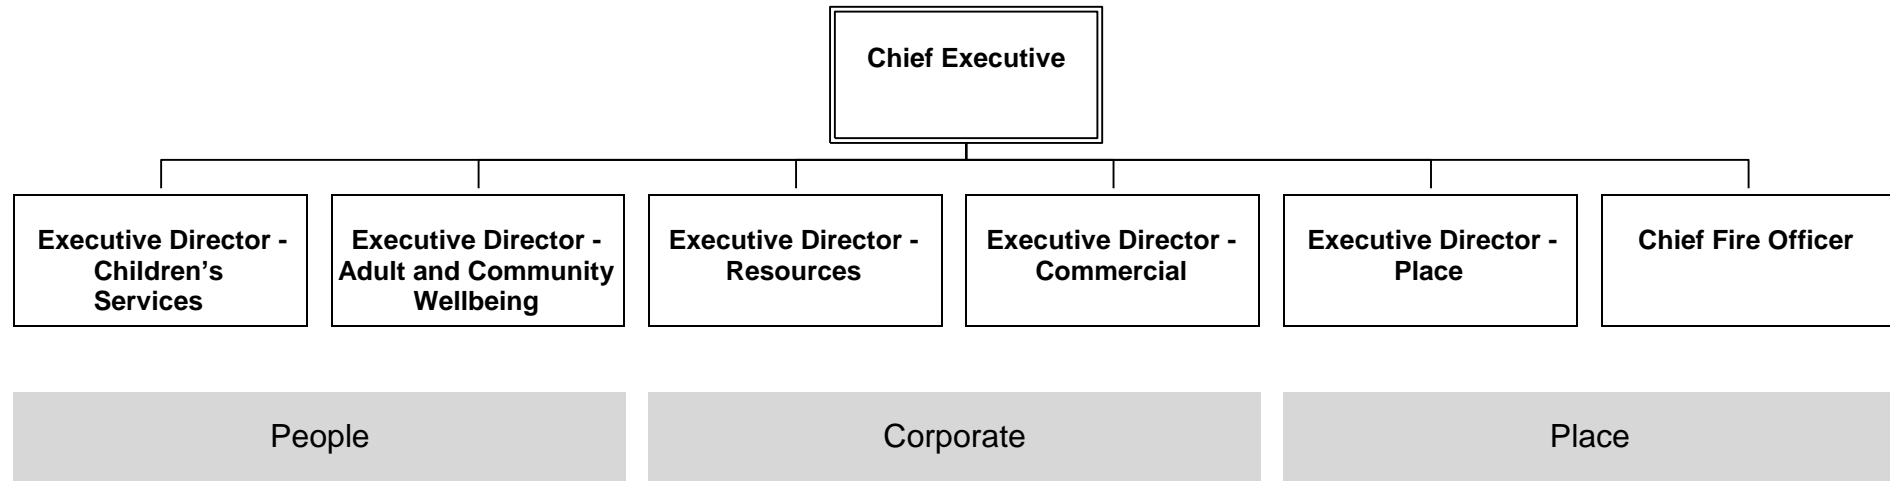 Chief Executive
Executive Director -
Children’s
Services
Executive Director -
Adult and Community
Wellbeing
Executive Director -
Resources
Executive Director -
Commercial
Executive Director -
Place
Chief Fire Officer
People
Corporate
Place